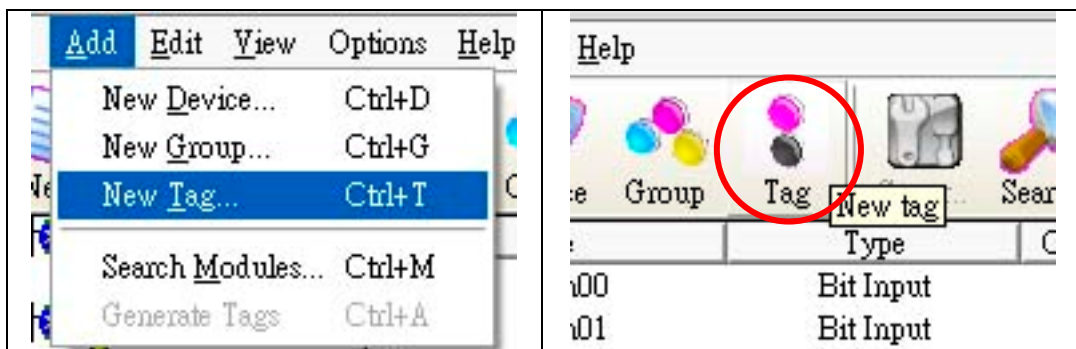 Add Edit View Options Help
New Device... Ctrl+D
New Group... Ctrl+G
New Tag... Ctrl+T
Search Modules... Ctrl+M
Generate Tags Ctrl+A
Help
Group Tag
New tag
Type
Bit Input
Bit Input